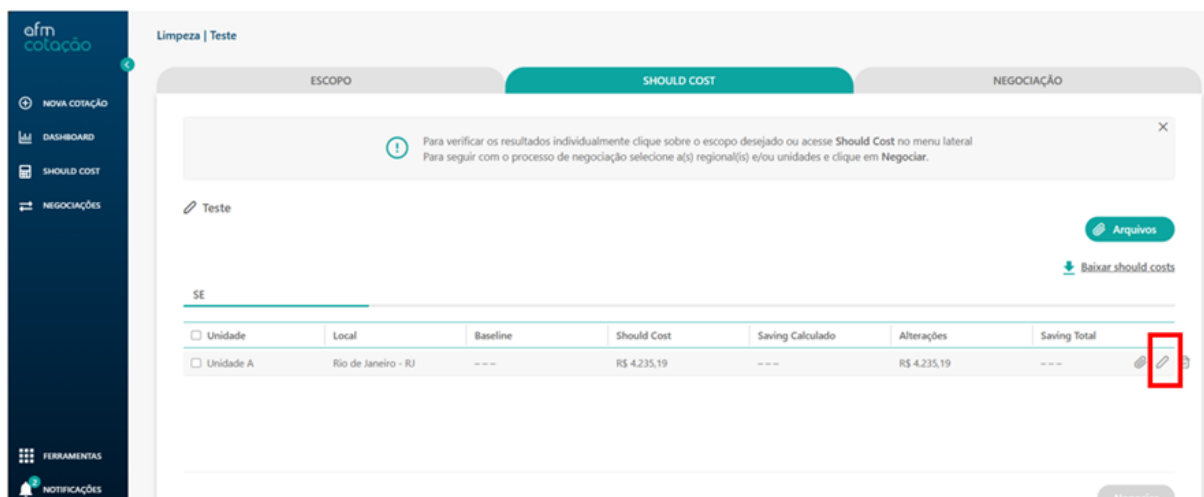 afm
cotação
Limpeza | Teste
ESCOPO
SHOULD COST
NEGOCIAÇÃO
NOVA COTAÇÃO
DASHBOARD
SHOULD COST
NEGOCIAÇÕES
Para verificar os resultados individualmente clique sobre o escopo desejado ou acesse Should Cost no menu lateral
Para seguir com o processo de negociação selecione a(s) regional(is) e/ou unidades e clique em Negociar.
Teste
Arquivos
Baixar should costs
SE
Unidade Local Baseline Should Cost Saving Calculado Alterações Saving Total
Unidade A Rio de Janeiro - RJ --- R$ 4.235,19 --- R$ 4.235,19 ---
FERRAMENTAS
2
NOTIFICAÇÕES